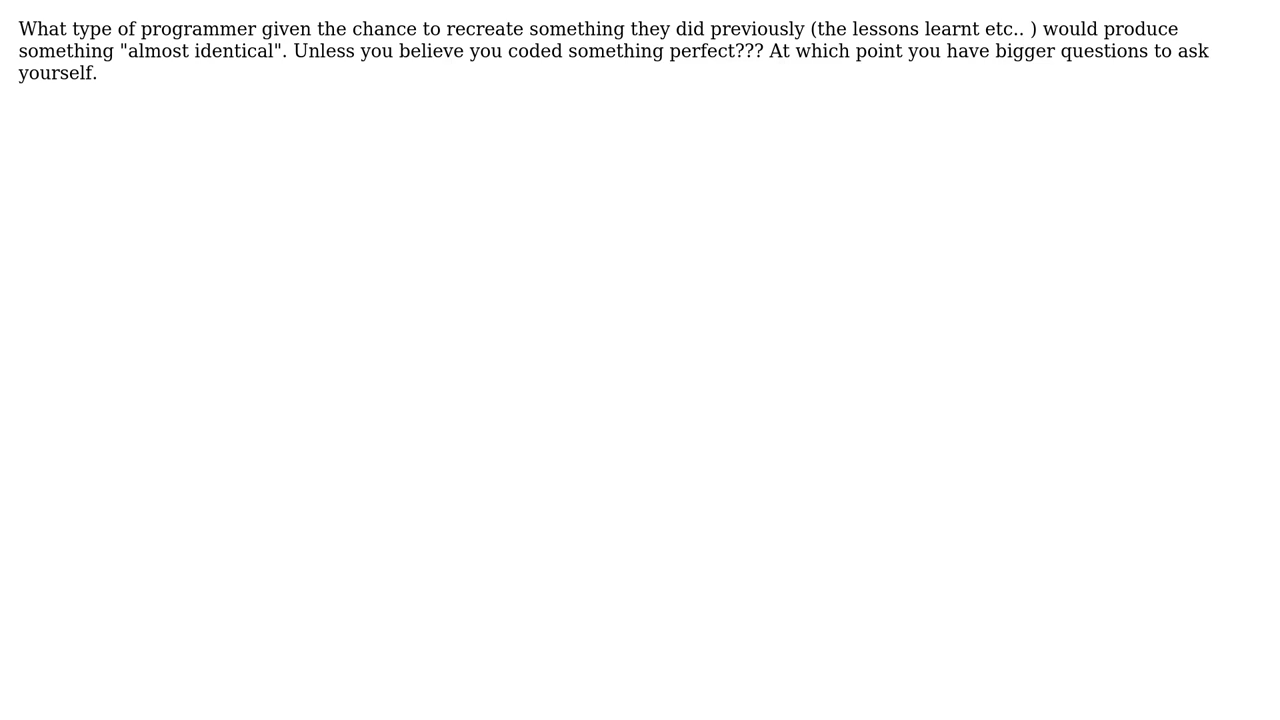 What type of programmer given the chance to recreate something they did previously (the lessons learnt etc.. ) would produce
something "almost identical". Unless you believe you coded something perfect??? At which point you have bigger questions to ask
yourself.